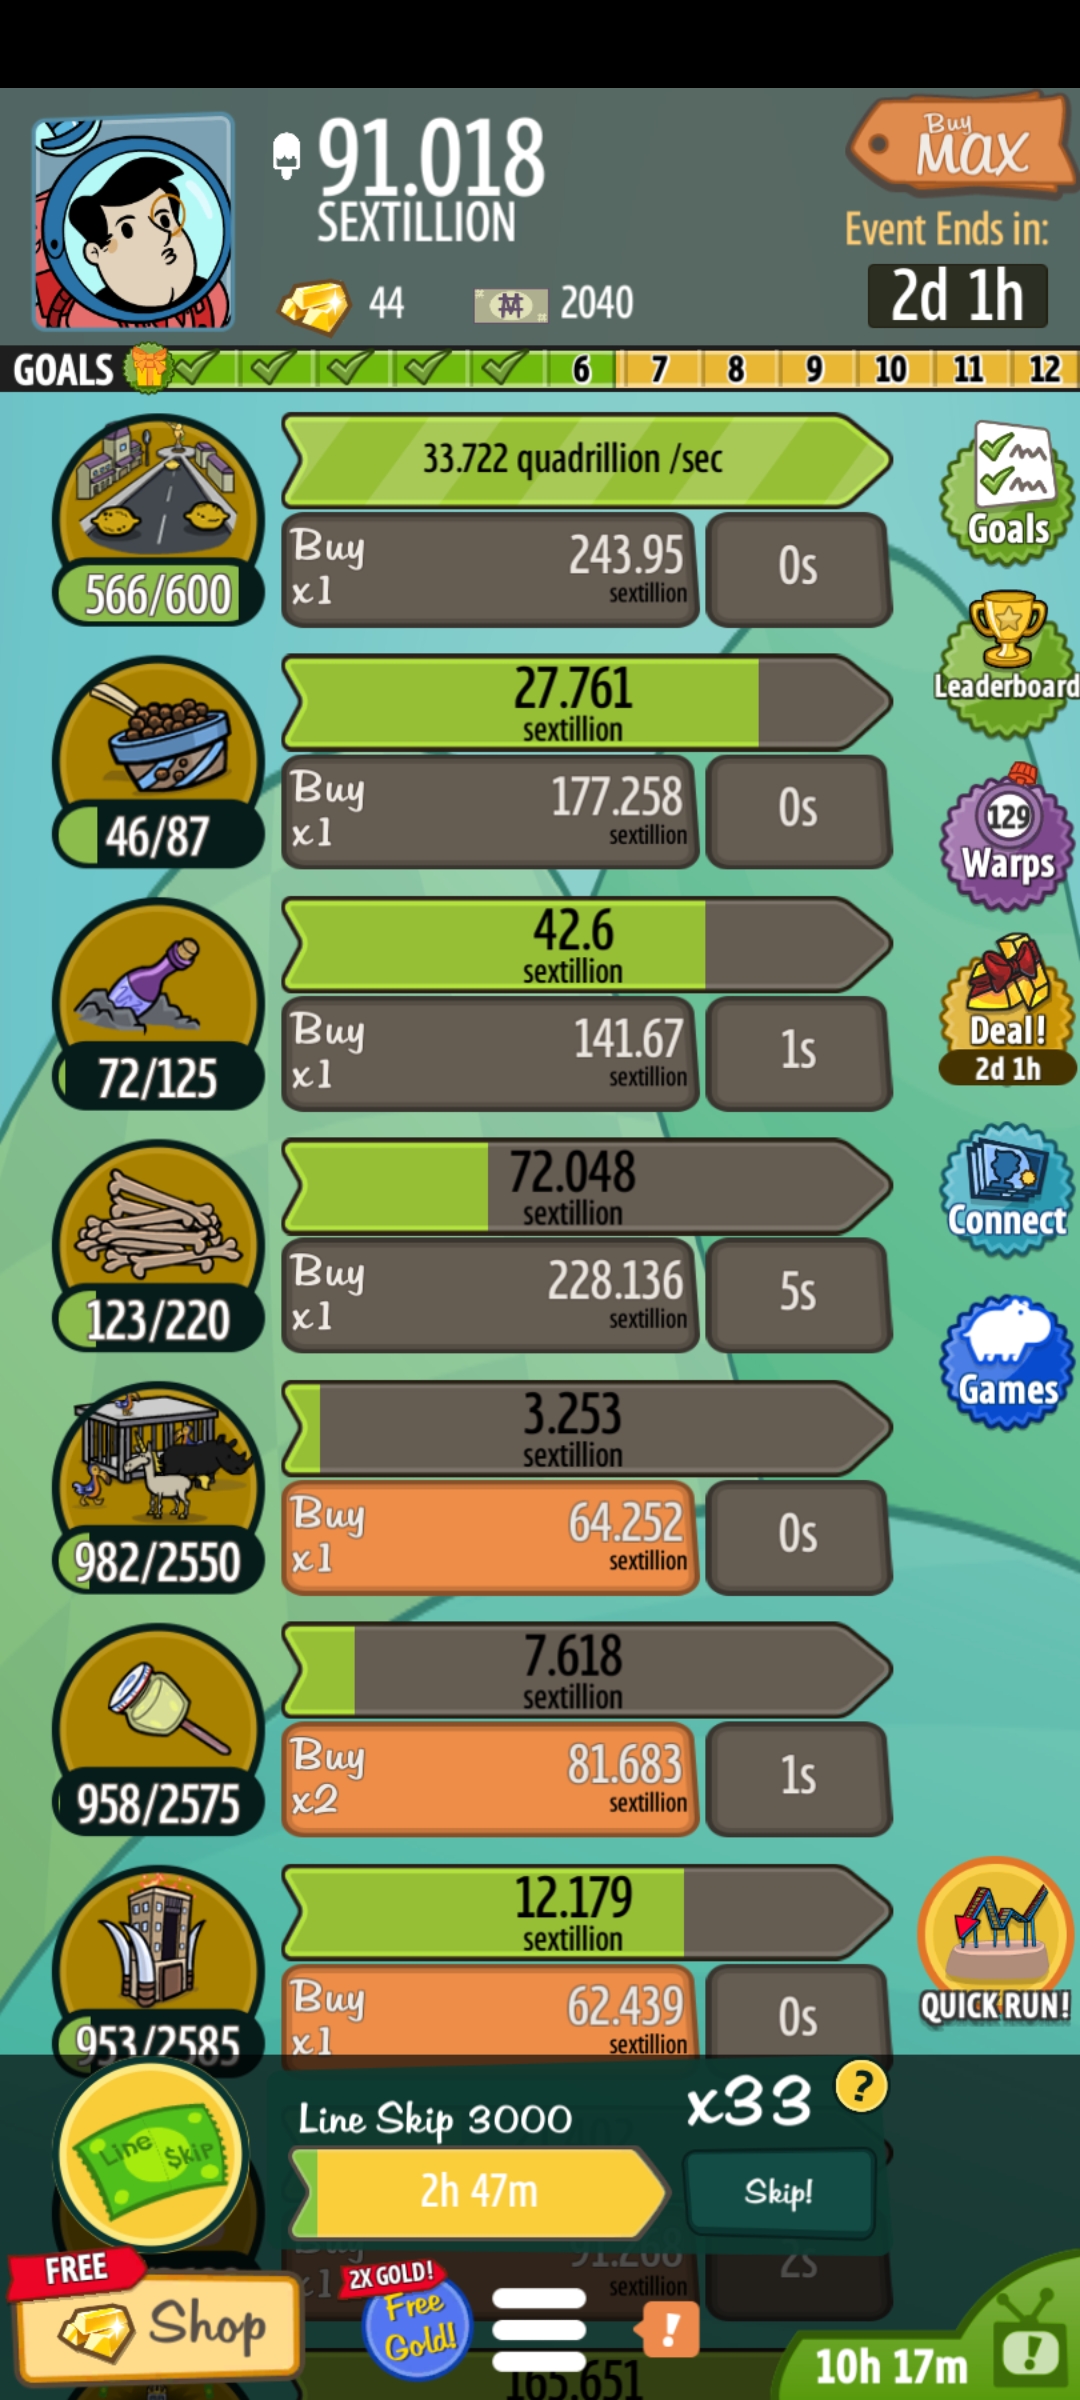 91.018
SEXTILLION
Buy
MAX
Event Ends in:
2d 1h
44
2040
GOALS
6 7 8 9 10 11 12
33.722 quadrillion /sec
Buy
x1
243.95
sextillion
0s
566/600
Goals
Leaderboard
27.761
sextillion
Buy
x1
177.258
sextillion
0s
46/87
129
Warps
42.6
sextillion
Buy
x1
141.67
sextillion
1s
72/125
Deal!
2d 1h
72.048
sextillion
Buy
x1
228.136
sextillion
5s
123/220
Connect
Games
3.253
sextillion
Buy
x1
64.252
sextillion
0s
982/2550
7.618
sextillion
Buy
x2
81.683
sextillion
1s
958/2575
12.179
sextillion
Buy
x1
62.439
sextillion
0s
953/2585
QUICK RUN!
Line Skip
Line Skip 3000
x33
?
2h 47m
Skip!
Buy
x1
91.268
sextillion
2s
FREE
Shop
2X GOLD!
Free
Gold!
!
165.651
10h 17m
!